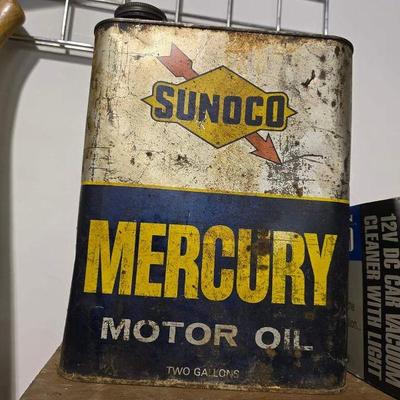 SUNOCO
MERCURY
MOTOR OIL
TWO GALLONS
12V DC CAR VACUUM
CLEANER WITH LIGHT